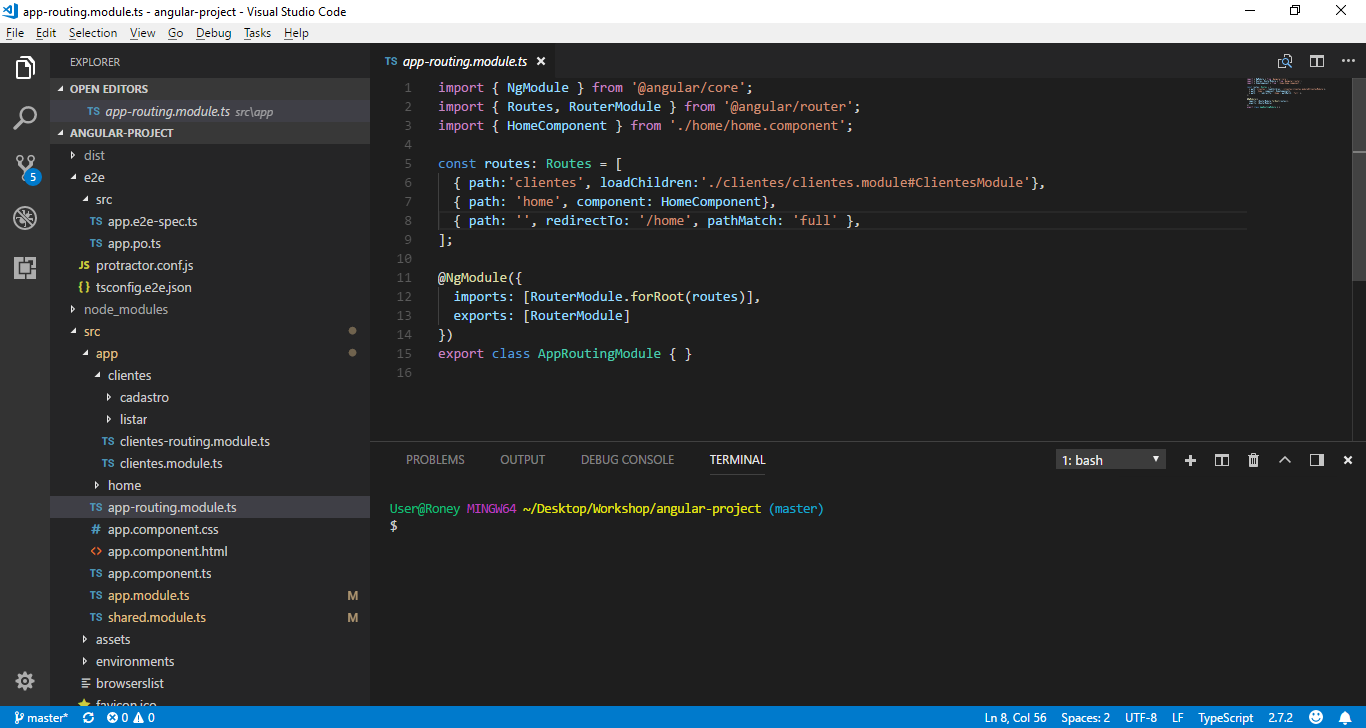 app-routing.module.ts - angular-project - Visual Studio Code
File Edit Selection View Go Debug Tasks Help
EXPLORER
OPEN EDITORS
TS app-routing.module.ts src\app
ANGULAR-PROJECT
dist
e2e
src
TS app.e2e-spec.ts
TS app.po.ts
JS protractor.conf.js
{} tsconfig.e2e.json
node_modules
src
app
clientes
cadastro
listar
TS clientes-routing.module.ts
TS clientes.module.ts
home
TS app-routing.module.ts
# app.component.css
<> app.component.html
TS app.component.ts
TS app.module.ts M
TS shared.module.ts M
assets
environments
browserslist
favicon.ico
5
TS app-routing.module.ts
1 import { NgModule } from '@angular/core';
2 import { Routes, RouterModule } from '@angular/router';
3 import { HomeComponent } from './home/home.component';
4
5 const routes: Routes = [
6 { path:'clientes', loadChildren:'./clientes/clientes.module#ClientesModule'},
7 { path: 'home', component: HomeComponent},
8 { path: '', redirectTo: '/home', pathMatch: 'full' },
9 ];
10
11 @NgModule({
12 imports: [RouterModule.forRoot(routes)],
13 exports: [RouterModule]
14 })
15 export class AppRoutingModule { }
16
PROBLEMS OUTPUT DEBUG CONSOLE TERMINAL 1: bash
User@Roney MINGW64 ~/Desktop/Workshop/angular-project (master)
$
master* 0 0 Ln 8, Col 56 Spaces: 2 UTF-8 LF TypeScript 2.7.2